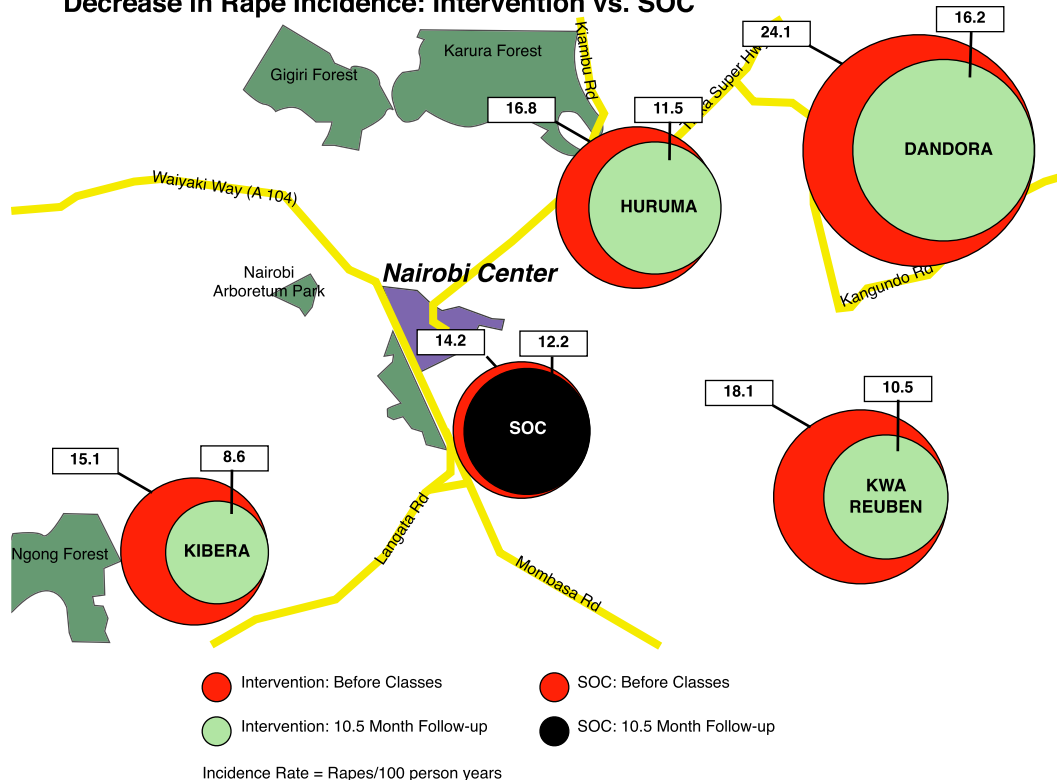 Decrease in Rape Incidence: Intervention vs. SOC
16.2
24.1
Karura Forest
Gigiri Forest
Kiambu Rd
Super Hwy
16.8
11.5
DANDORA
Waiyaki Way (A 104)
HURUMA
Nairobi Center
Nairobi
Arboretum Park
Kangundo Rd
14.2
12.2
18.1
10.5
SOC
15.1
8.6
KWA
REUBEN
Langata Rd
KIBERA
Ngong Forest
Mombasa Rd
Intervention: Before Classes
SOC: Before Classes
Intervention: 10.5 Month Follow-up
SOC: 10.5 Month Follow-up
Incidence Rate = Rapes/100 person years